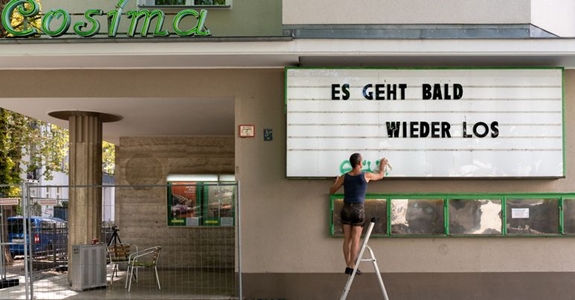 Cosima
ES GEHT BALD
WIEDER LOS